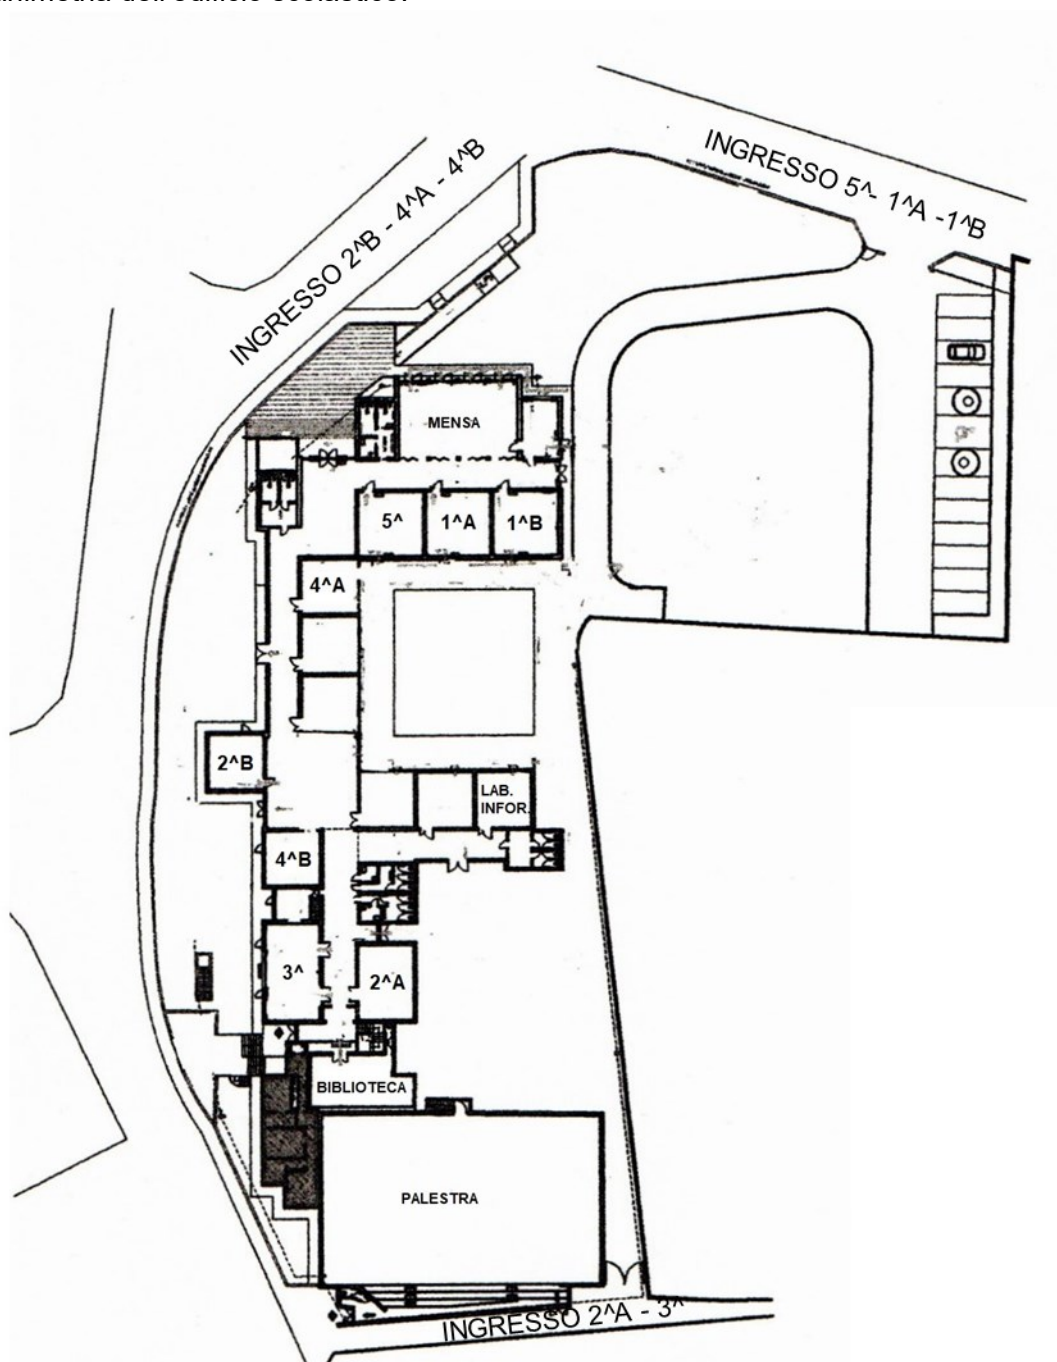 INGRESSO 2^B - 4^A - 4^B
INGRESSO 5^- 1^A -1^B
MENSA
5^
1^A
1^B
4^A
2^B
LAB.
INFOR.
4^B
3^
2^A
BIBLIOTECA
PALESTRA
INGRESSO 2^A - 3^